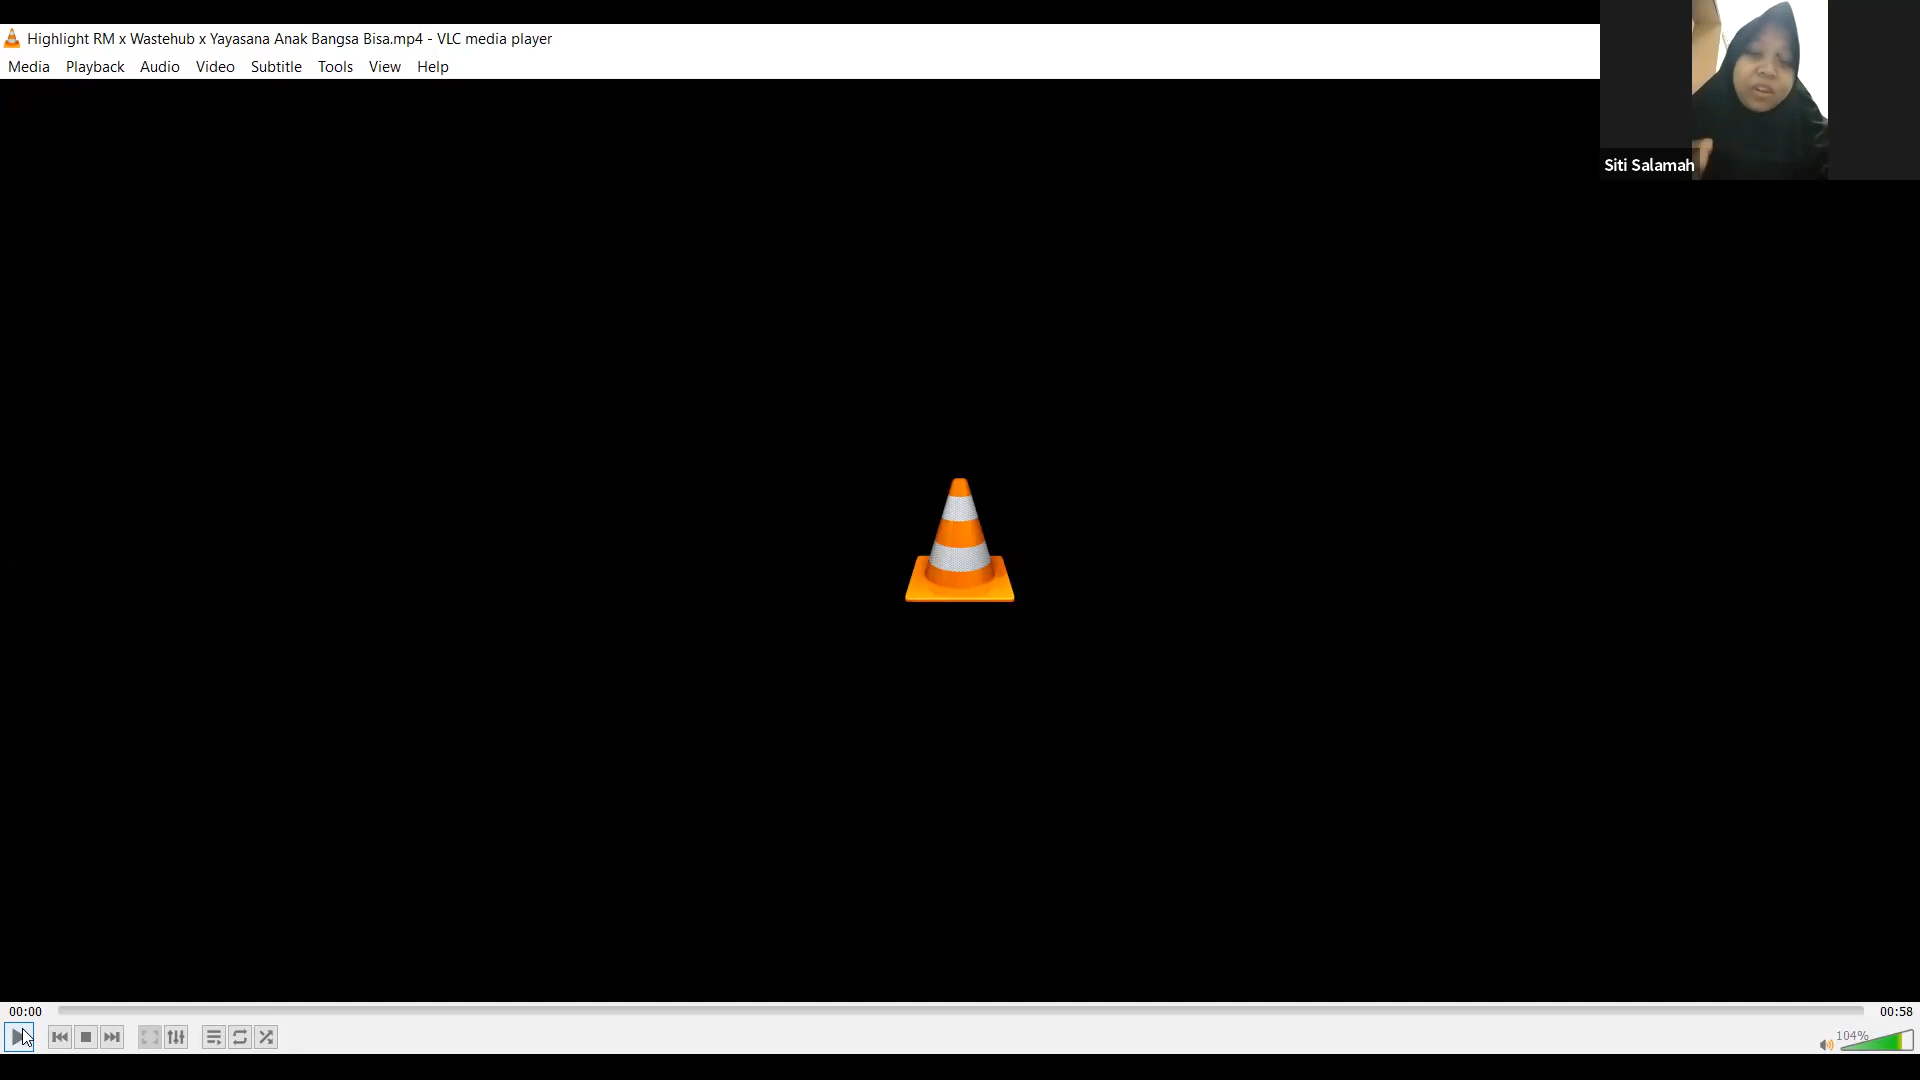 Highlight RM x Wastehub x Yayasana Anak Bangsa Bisa.mp4 - VLC media player
Media Playback Audio Video Subtitle Tools View Help
Siti Salamah
00:00
00:58
104%